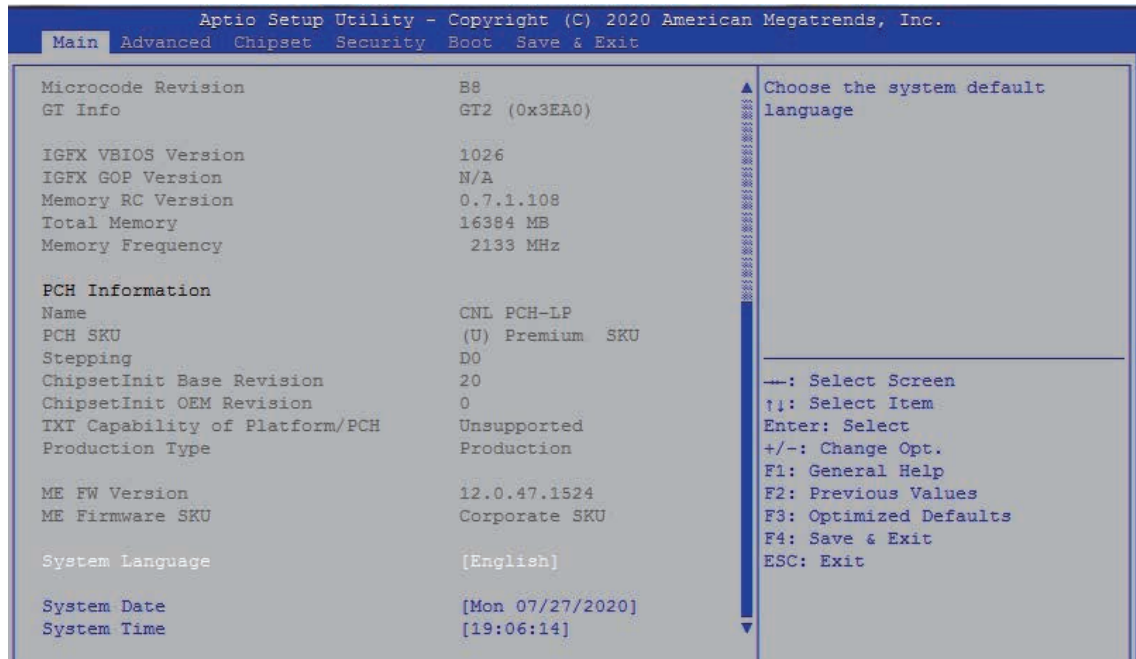 Aptio Setup Utility - Copyright (C) 2020 American Megatrends, Inc.
Main Advanced Chipset Security Boot Save & Exit
Microcode Revision B8
GT Info GT2 (0x3EA0)
IGFX VBIOS Version 1026
IGFX GOP Version N/A
Memory RC Version 0.7.1.108
Total Memory 16384 MB
Memory Frequency 2133 MHz
PCH Information
Name CNL PCH-LP
PCH SKU (U) Premium SKU
Stepping D0
ChipsetInit Base Revision 20
ChipsetInit OEM Revision 0
TXT Capability of Platform/PCH Unsupported
Production Type Production
ME FW Version 12.0.47.1524
ME Firmware SKU Corporate SKU
System Language [English]
System Date [Mon 07/27/2020]
System Time [19:06:14]
Choose the system default
language
→←: Select Screen
↑↓: Select Item
Enter: Select
+/-: Change Opt.
F1: General Help
F2: Previous Values
F3: Optimized Defaults
F4: Save & Exit
ESC: Exit